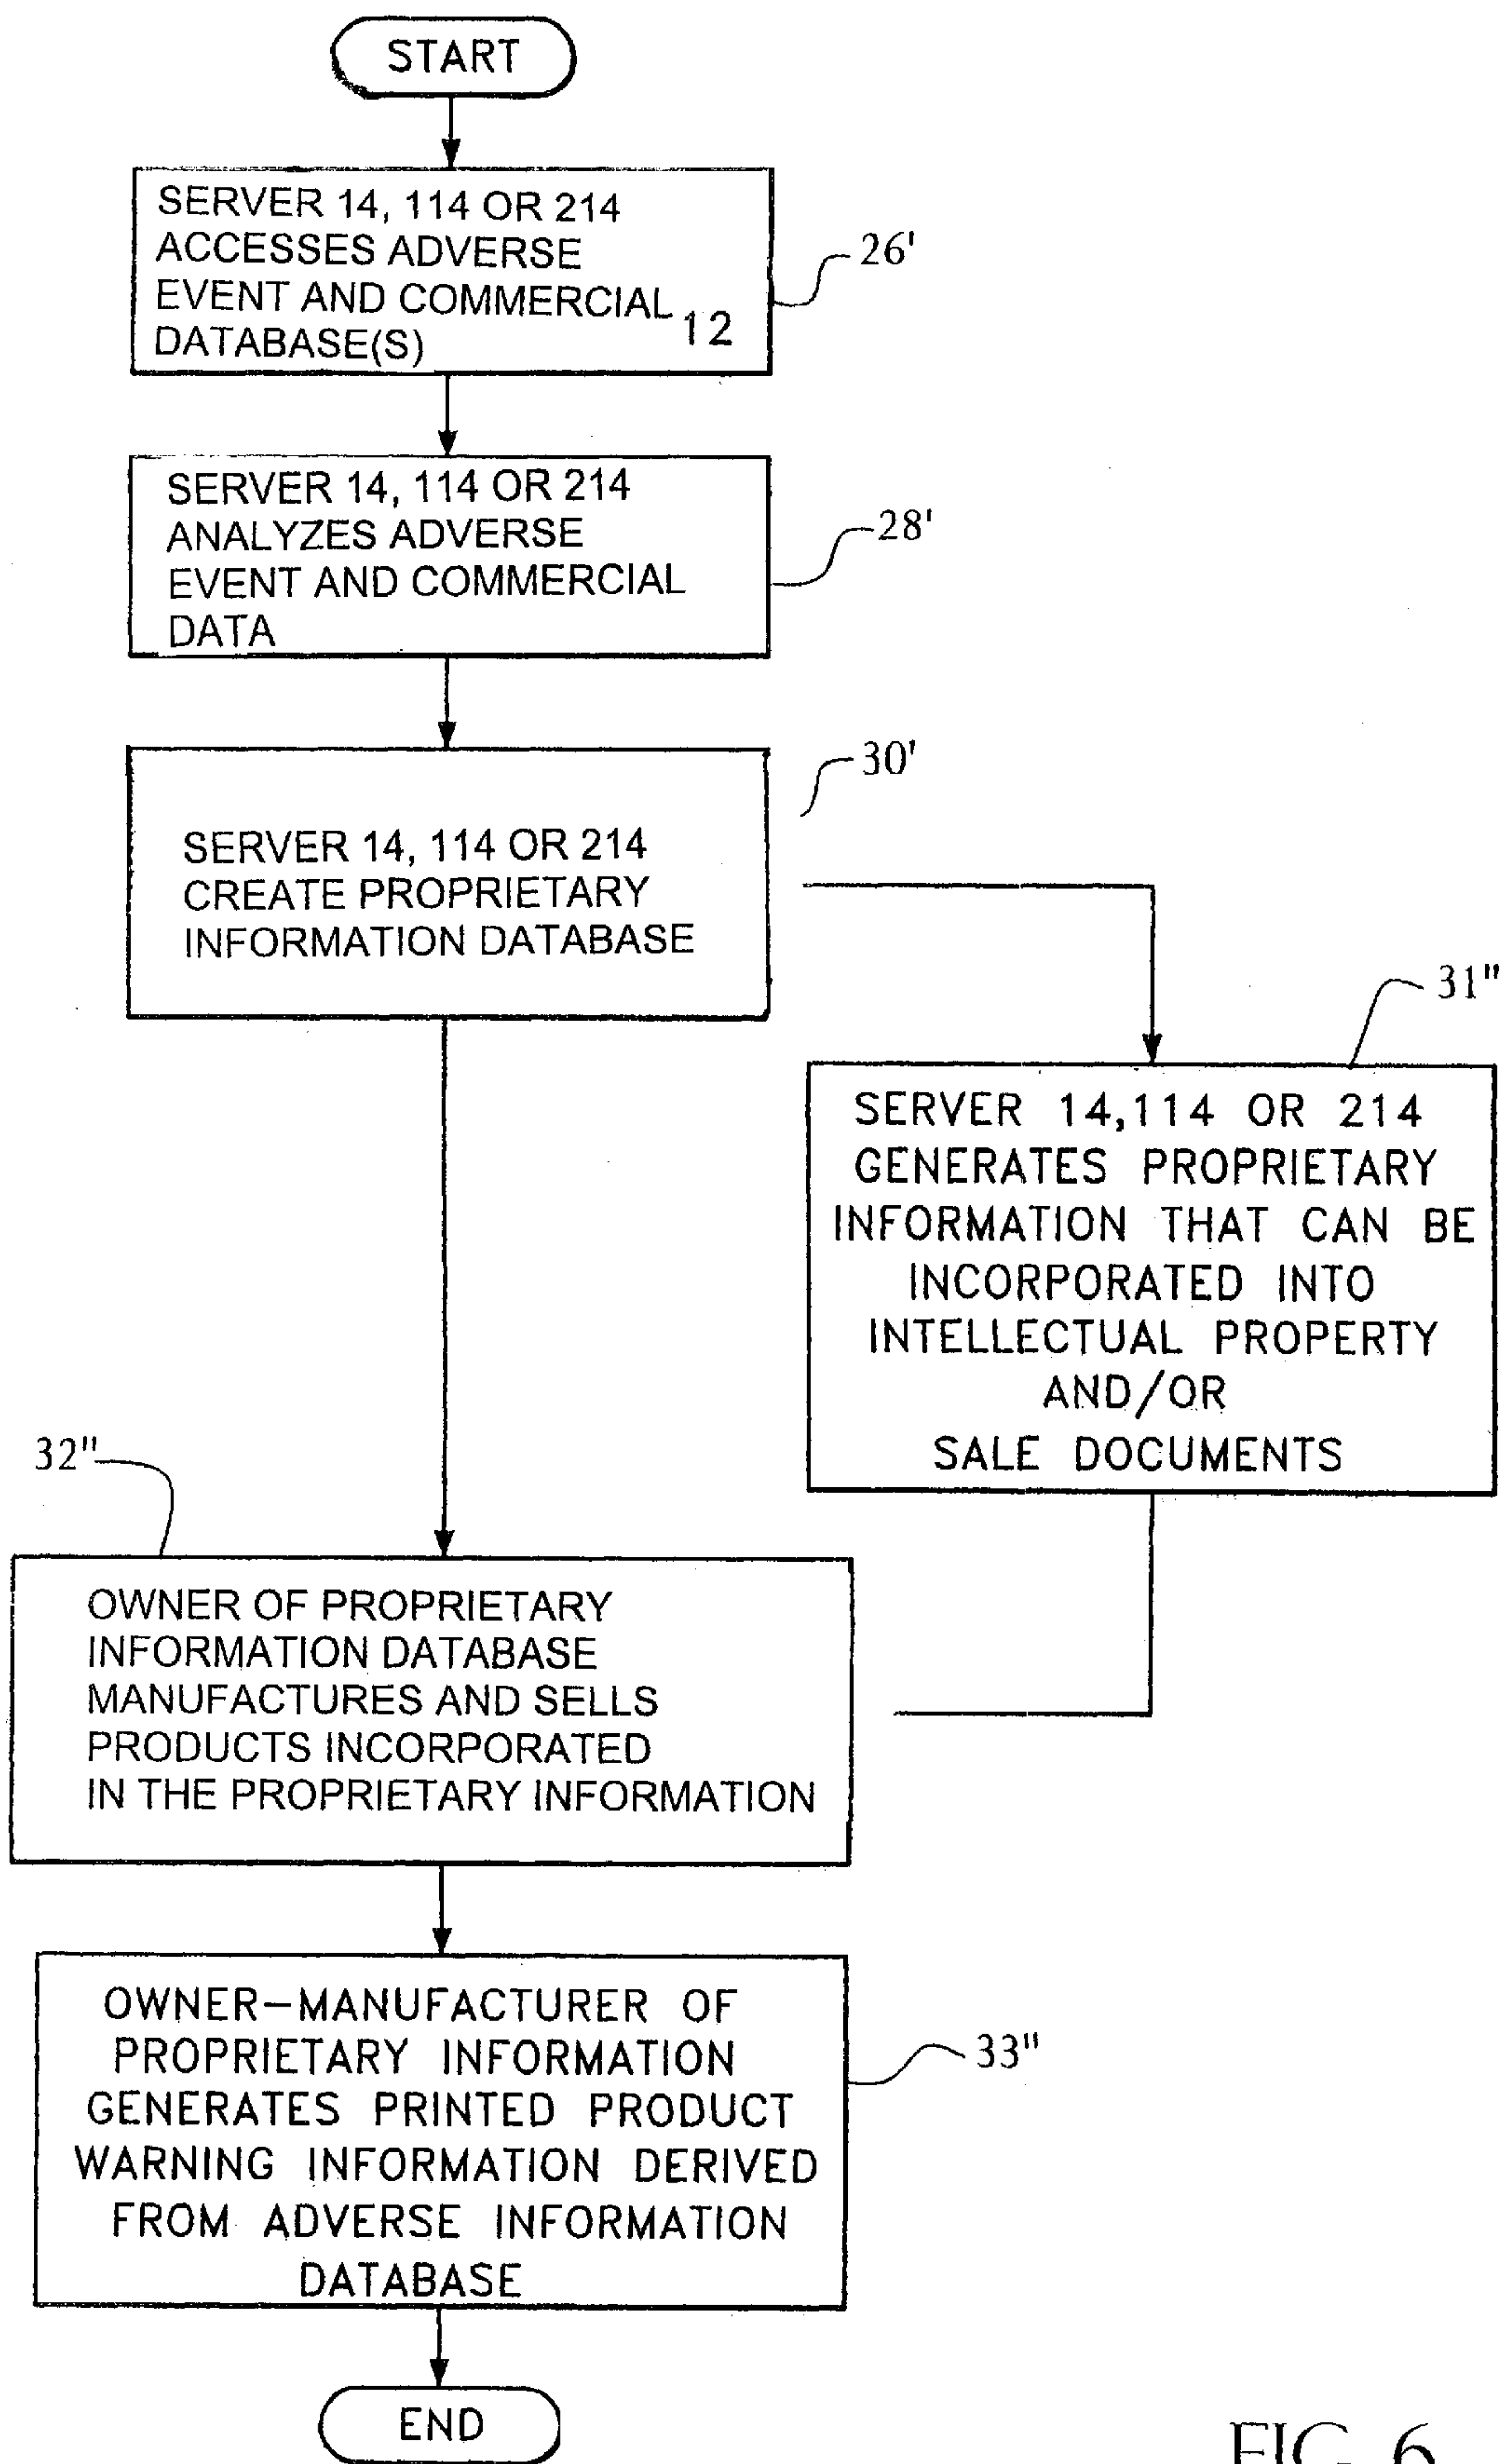 START
SERVER 14, 114 OR 214
ACCESSES ADVERSE
EVENT AND COMMERCIAL 12
DATABASE(S)
26'
SERVER 14, 114 OR 214
ANALYZES ADVERSE
EVENT AND COMMERCIAL
DATA
28'
30'
SERVER 14, 114 OR 214
CREATE PROPRIETARY
INFORMATION DATABASE
31"
SERVER 14,114 OR 214
GENERATES PROPRIETARY
INFORMATION THAT CAN BE
INCORPORATED INTO
INTELLECTUAL PROPERTY
AND/OR
SALE DOCUMENTS
32"
OWNER OF PROPRIETARY
INFORMATION DATABASE
MANUFACTURES AND SELLS
PRODUCTS INCORPORATED
IN THE PROPRIETARY INFORMATION
OWNER-MANUFACTURER OF
PROPRIETARY INFORMATION
GENERATES PRINTED PRODUCT
WARNING INFORMATION DERIVED
FROM ADVERSE INFORMATION
DATABASE
33"
END
FIG. 6